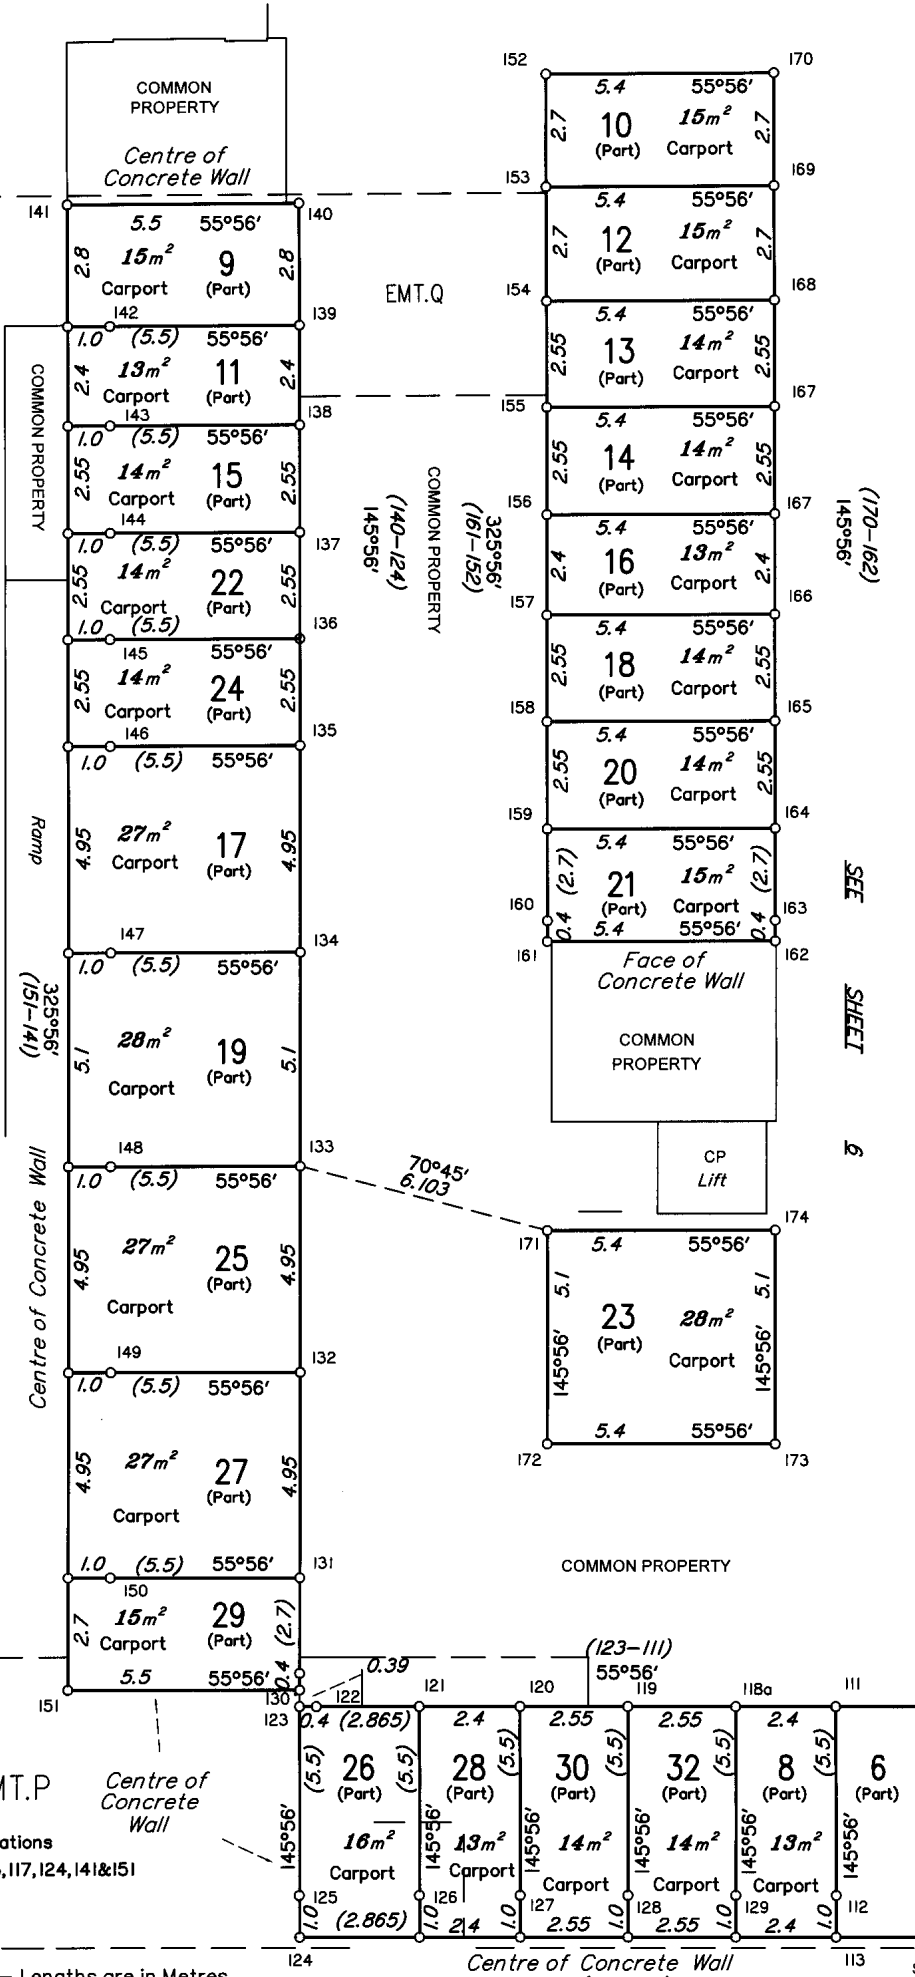 COMMON
PROPERTY
Centre of
Concrete Wall
141
140
5.5 55°56'
2.8
15m²
9
2.8
Carport
(Part)
142
139
1.0 (5.5) 55°56'
2.4
13m²
11
2.4
Carport
(Part)
143
138
1.0 (5.5) 55°56'
2.55
14m²
15
2.55
Carport
(Part)
144
137
1.0 (5.5) 55°56'
2.55
14m²
22
2.55
Carport
(Part)
136
1.0 (5.5)
145
55°56'
2.55
14m²
24
2.55
Carport
(Part)
146
135
1.0 (5.5) 55°56'
4.95
27m²
17
4.95
Carport
(Part)
147
134
1.0 (5.5) 55°56'
5.1
28m²
19
5.1
Carport
(Part)
148
133
1.0 (5.5) 55°56'
4.95
27m²
25
4.95
Carport
(Part)
149
132
1.0 (5.5) 55°56'
4.95
27m²
27
4.95
Carport
(Part)
131
1.0 (5.5) 55°56'
150
2.7
15m²
29
(2.7)
Carport
(Part)
0.4
5.5 55°56'
151
130
COMMON PROPERTY
Ramp
325°56'
(151-141)
Centre of Concrete Wall
EMT.Q
(140-124)
145°56'
COMMON PROPERTY
325°56'
(161-152)
152
170
5.4 55°56'
2.7
10
15m²
2.7
(Part)
Carport
153
169
5.4 55°56'
2.7
12
15m²
2.7
(Part)
Carport
154
168
5.4 55°56'
2.55
13
14m²
2.55
(Part)
Carport
155
167
5.4 55°56'
2.55
14
14m²
2.55
(Part)
Carport
156
167
5.4 55°56'
2.4
16
13m²
2.4
(Part)
Carport
157
166
5.4 55°56'
2.55
18
14m²
2.55
(Part)
Carport
158
165
5.4 55°56'
2.55
20
14m²
2.55
(Part)
Carport
159
164
5.4 55°56'
(2.7)
21
15m²
(2.7)
(Part)
Carport
160
163
0.4
5.4 55°56'
0.4
161
162
Face of
Concrete Wall
COMMON
PROPERTY
CP
Lift
(170-162)
145°56'
SEE SHEET 6
70°45'
6.103
171
174
5.4 55°56'
5.1
5.1
23
28m²
(Part)
Carport
145°56'
145°56'
5.4 55°56'
172
173
COMMON PROPERTY
(123-111)
55°56'
0.39
123
122
121
120
119
118a
111
0.4 (2.865)
2.4
2.55
2.55
2.4
(5.5)
26
(5.5)
28
(5.5)
30
(5.5)
32
(5.5)
8
(5.5)
6
(Part)
(Part)
(Part)
(Part)
(Part)
(Part)
145°56'
16m²
145°56'
13m²
145°56'
14m²
145°56'
14m²
145°56'
13m²
145°56'
Carport
Carport
Carport
Carport
Carport
125
126
127
128
129
112
1.0
(2.865)
1.0
2.4
1.0
2.55
1.0
2.55
1.0
2.4
1.0
124
113
Centre of Concrete Wall
MT.P
Centre of
Concrete
Wall
ations
,117,124,141&151
Lengths are in Metres